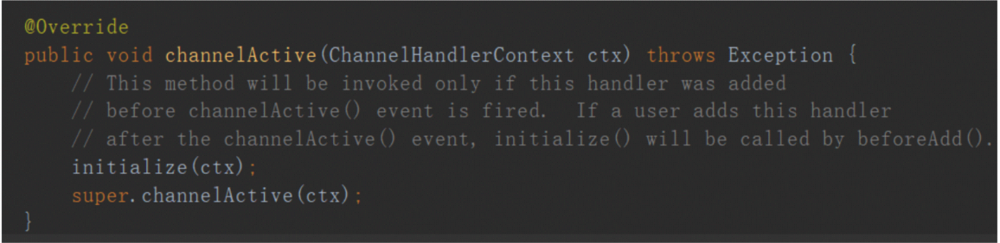 @Override
public void channelActive(ChannelHandlerContext ctx) throws Exception {
    // This method will be invoked only if this handler was added
    // before channelActive() event is fired.  If a user adds this handler
    // after the channelActive() event, initialize() will be called by beforeAdd().
    initialize(ctx);
    super.channelActive(ctx);
}